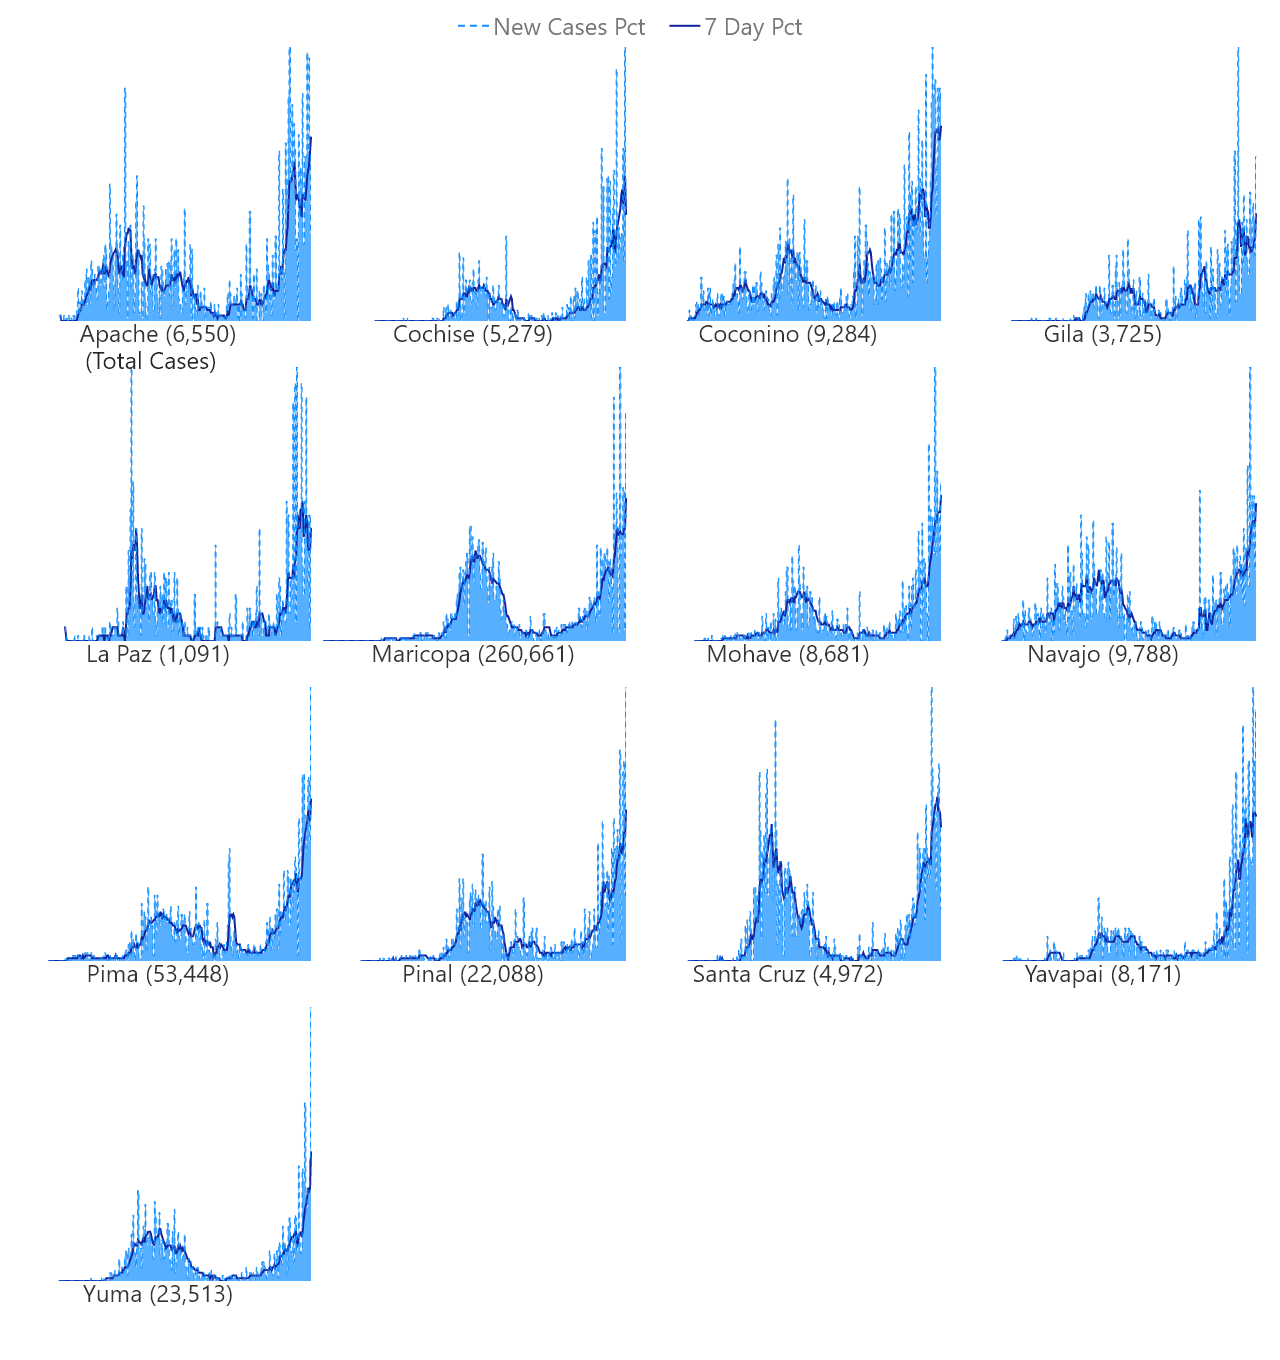 New Cases Pct 7 Day Pct
Apache (6,550) Cochise (5,279) Coconino (9,284) Gila (3,725)
(Total Cases)
La Paz (1,091) Maricopa (260,661) Mohave (8,681) Navajo (9,788)
Pima (53,448) Pinal (22,088) Santa Cruz (4,972) Yavapai (8,171)
Yuma (23,513)